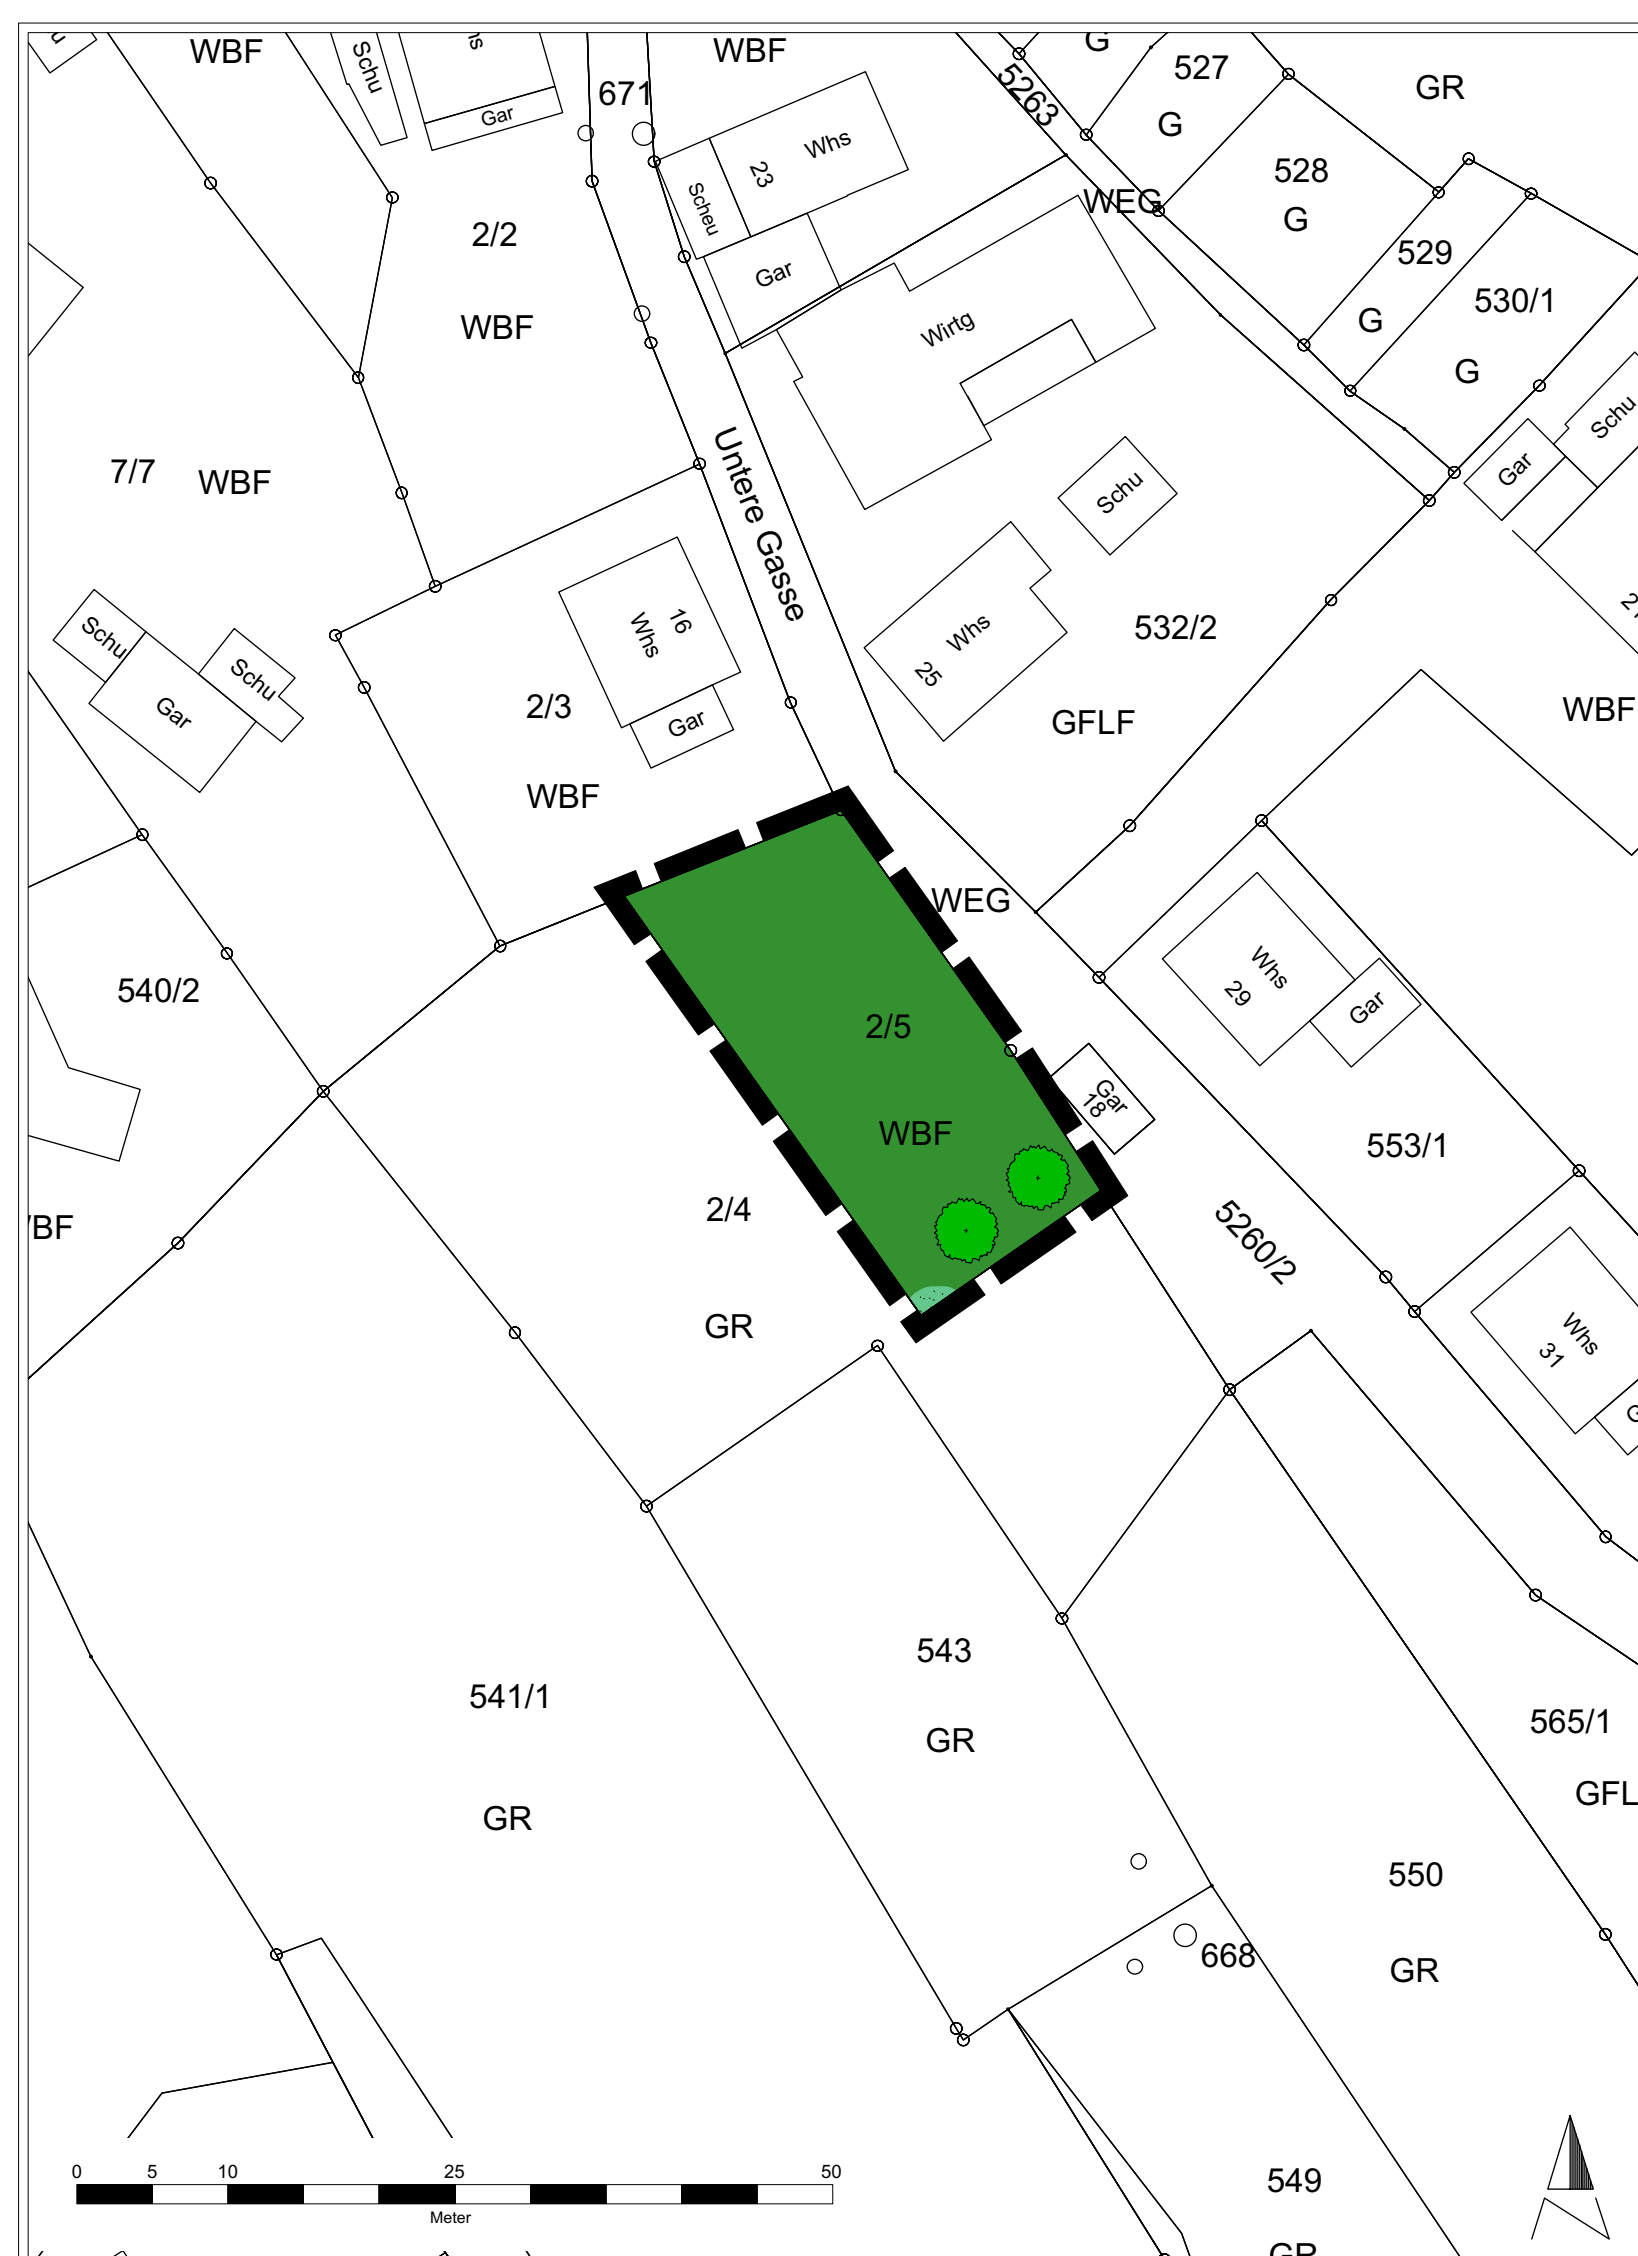 WBF
Schu
Gar
671
WBF
5263
G
527
G
GR
528
G
23
Whs
Scheu
Gar
WEG
2/2
WBF
529
G
530/1
G
Wirtg
Schu
Gar
7/7
WBF
Untere Gasse
Schu
Whs
25
532/2
GFLF
WBF
Schu
Schu
Gar
16
Whs
Gar
2/3
WBF
WEG
540/2
2/5
WBF
Whs
29
Gar
Gar
18
553/1
2/4
GR
5260/2
Whs
31
543
GR
541/1
GR
565/1
GFL
550
GR
668
549
GR
0 5 10 25 50
Meter